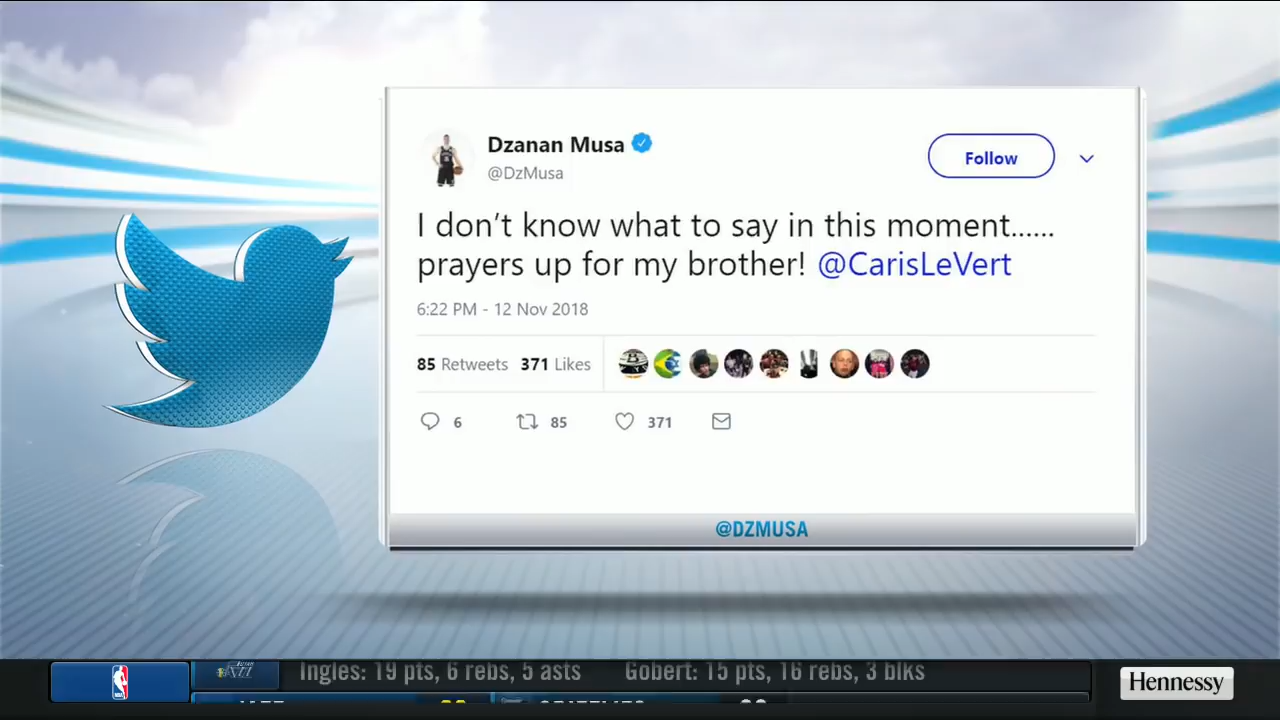 Dzanan Musa
@DzMusa
Follow
I don't know what to say in this moment......
prayers up for my brother! @CarisLeVert
6:22 PM - 12 Nov 2018
85 Retweets 371 Likes
6 85 371
@DZMUSA
Ingles: 19 pts, 6 rebs, 5 asts Gobert: 15 pts, 16 rebs, 3 blks
Hennessy